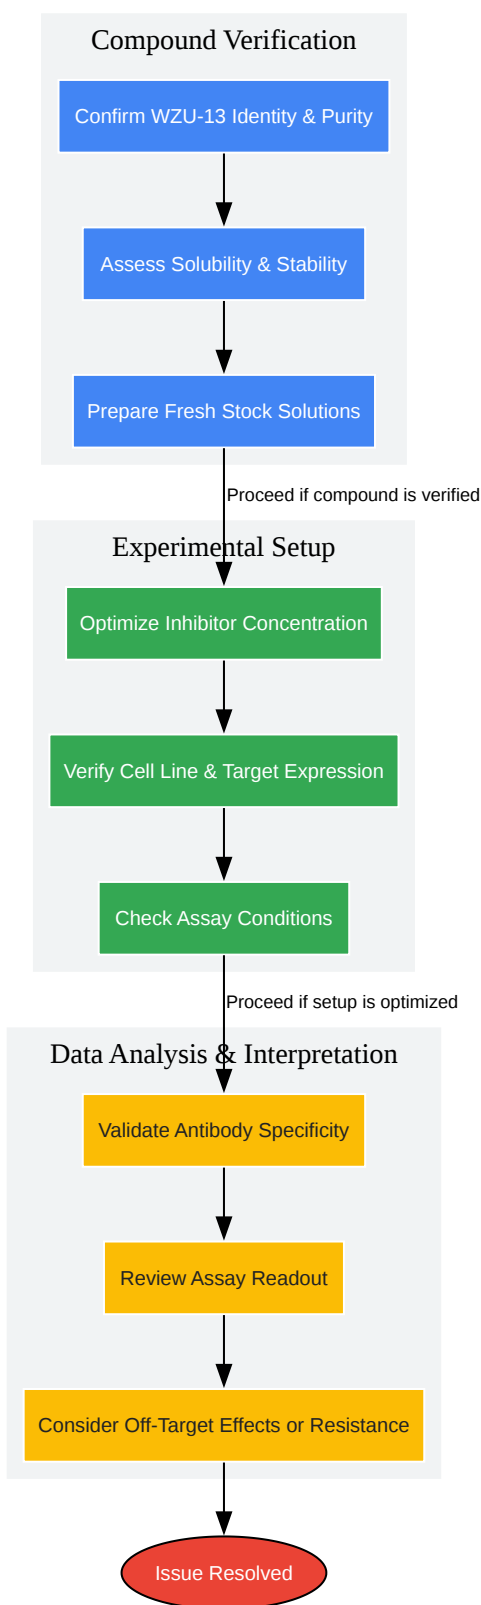 Compound Verification
Confirm WZU-13 Identity & Purity
Assess Solubility & Stability
Prepare Fresh Stock Solutions
Proceed if compound is verified
Experimental Setup
Optimize Inhibitor Concentration
Verify Cell Line & Target Expression
Check Assay Conditions
Proceed if setup is optimized
Data Analysis & Interpretation
Validate Antibody Specificity
Review Assay Readout
Consider Off-Target Effects or Resistance
Issue Resolved